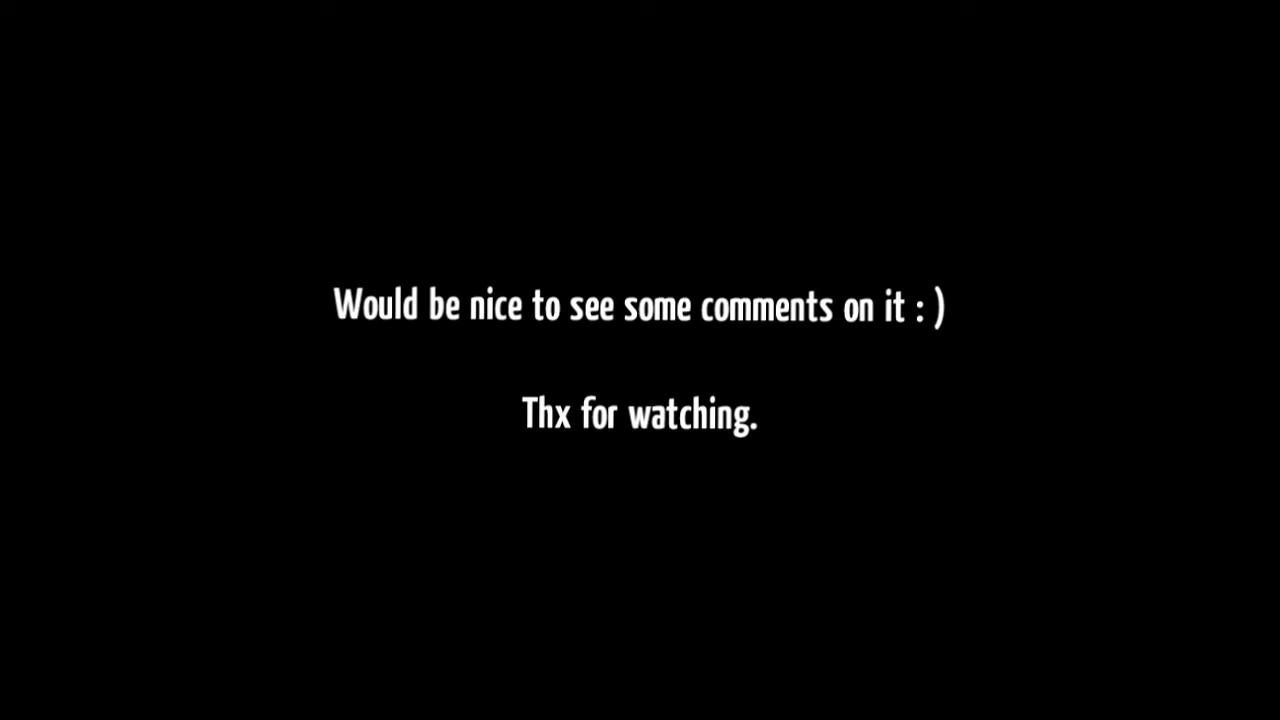 Would be nice to see some comments on it : )
Thx for watching.